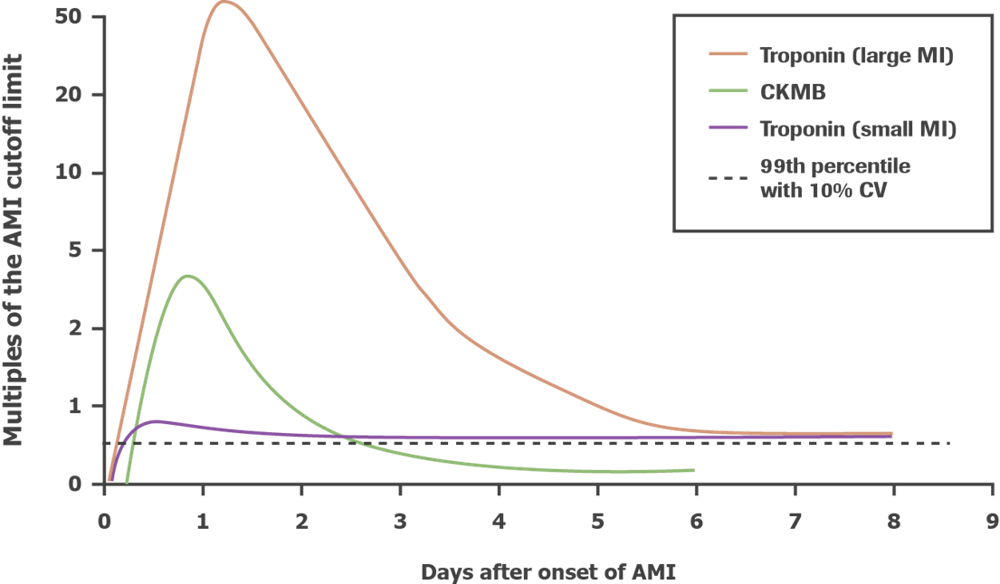 Multiples of the AMI cutoff limit
50
20
10
5
2
1
0
0 1 2 3 4 5 6 7 8 9
Days after onset of AMI
Troponin (large MI)
CKMB
Troponin (small MI)
99th percentile
with 10% CV